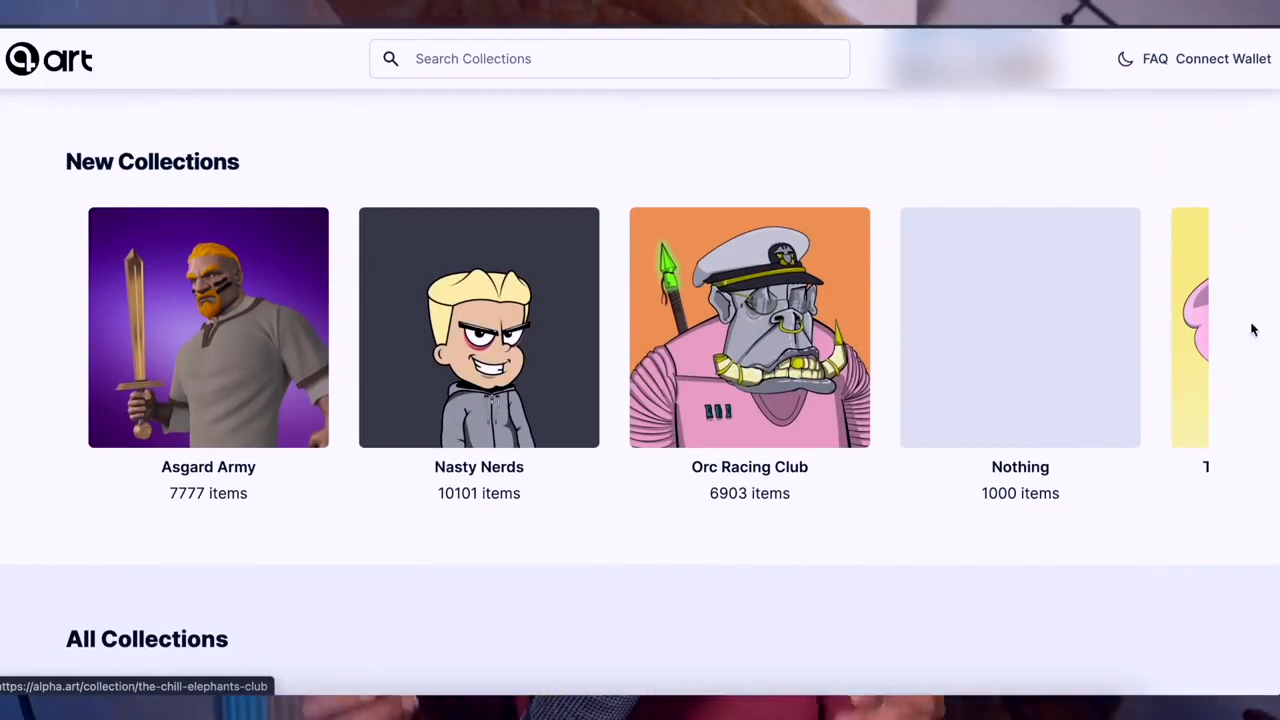 art
Search Collections
FAQ Connect Wallet
New Collections
Asgard Army
Nasty Nerds
Orc Racing Club
Nothing
T
7777 items
10101 items
6903 items
1000 items
All Collections
https://alpha.art/collection/the-chill-elephants-club